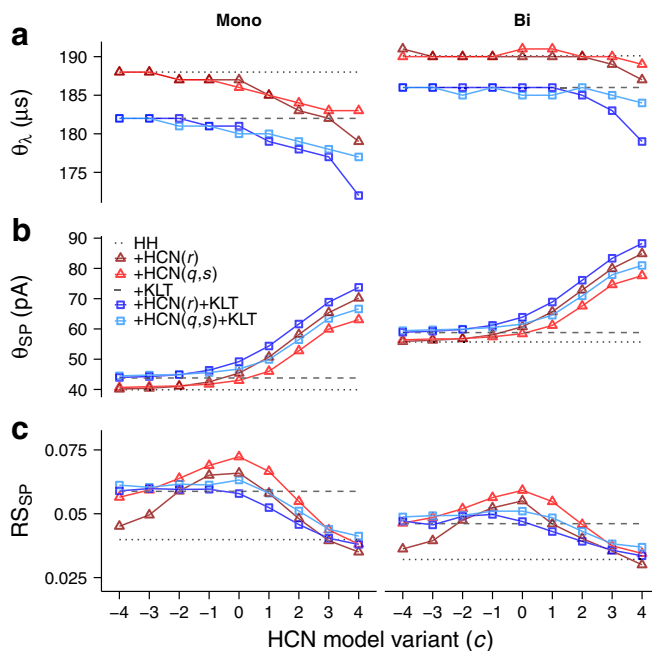 Mono Bi
a
θλ (µs)
190
185
180
175
b
θSP (pA)
90
80
70
60
50
40
HH
+HCN(r)
+HCN(q,s)
+KLT
+HCN(r)+KLT
+HCN(q,s)+KLT
c
RSSP
0.075
0.050
0.025
−4 −3 −2 −1 0 1 2 3 4 −4 −3 −2 −1 0 1 2 3 4
HCN model variant (c)